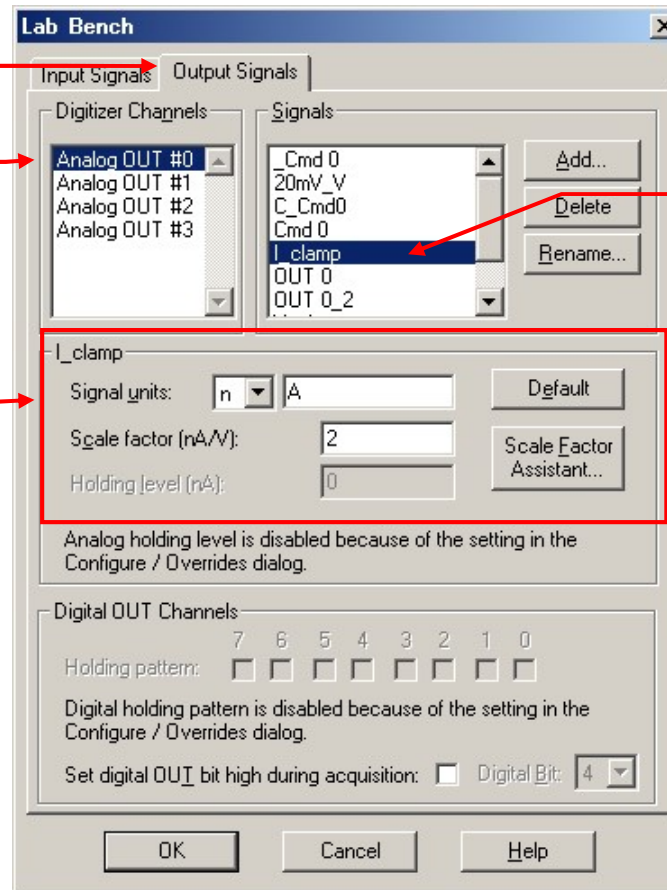 Lab Bench
Input Signals Output Signals
Digitizer Channels
Analog OUT #0
Analog OUT #1
Analog OUT #2
Analog OUT #3
Signals
_Cmd 0
20mV_V
C_Cmd0
Cmd 0
I_clamp
OUT 0
OUT 0_2
Add...
Delete
Rename...
I_clamp
Signal units: n A
Default
Scale factor (nA/V): 2
Scale Factor
Assistant...
Holding level (nA): 0
Analog holding level is disabled because of the setting in the
Configure / Overrides dialog.
Digital OUT Channels
7 6 5 4 3 2 1 0
Holding pattern:
Digital holding pattern is disabled because of the setting in the
Configure / Overrides dialog.
Set digital OUT bit high during acquisition: Digital Bit: 4
OK Cancel Help